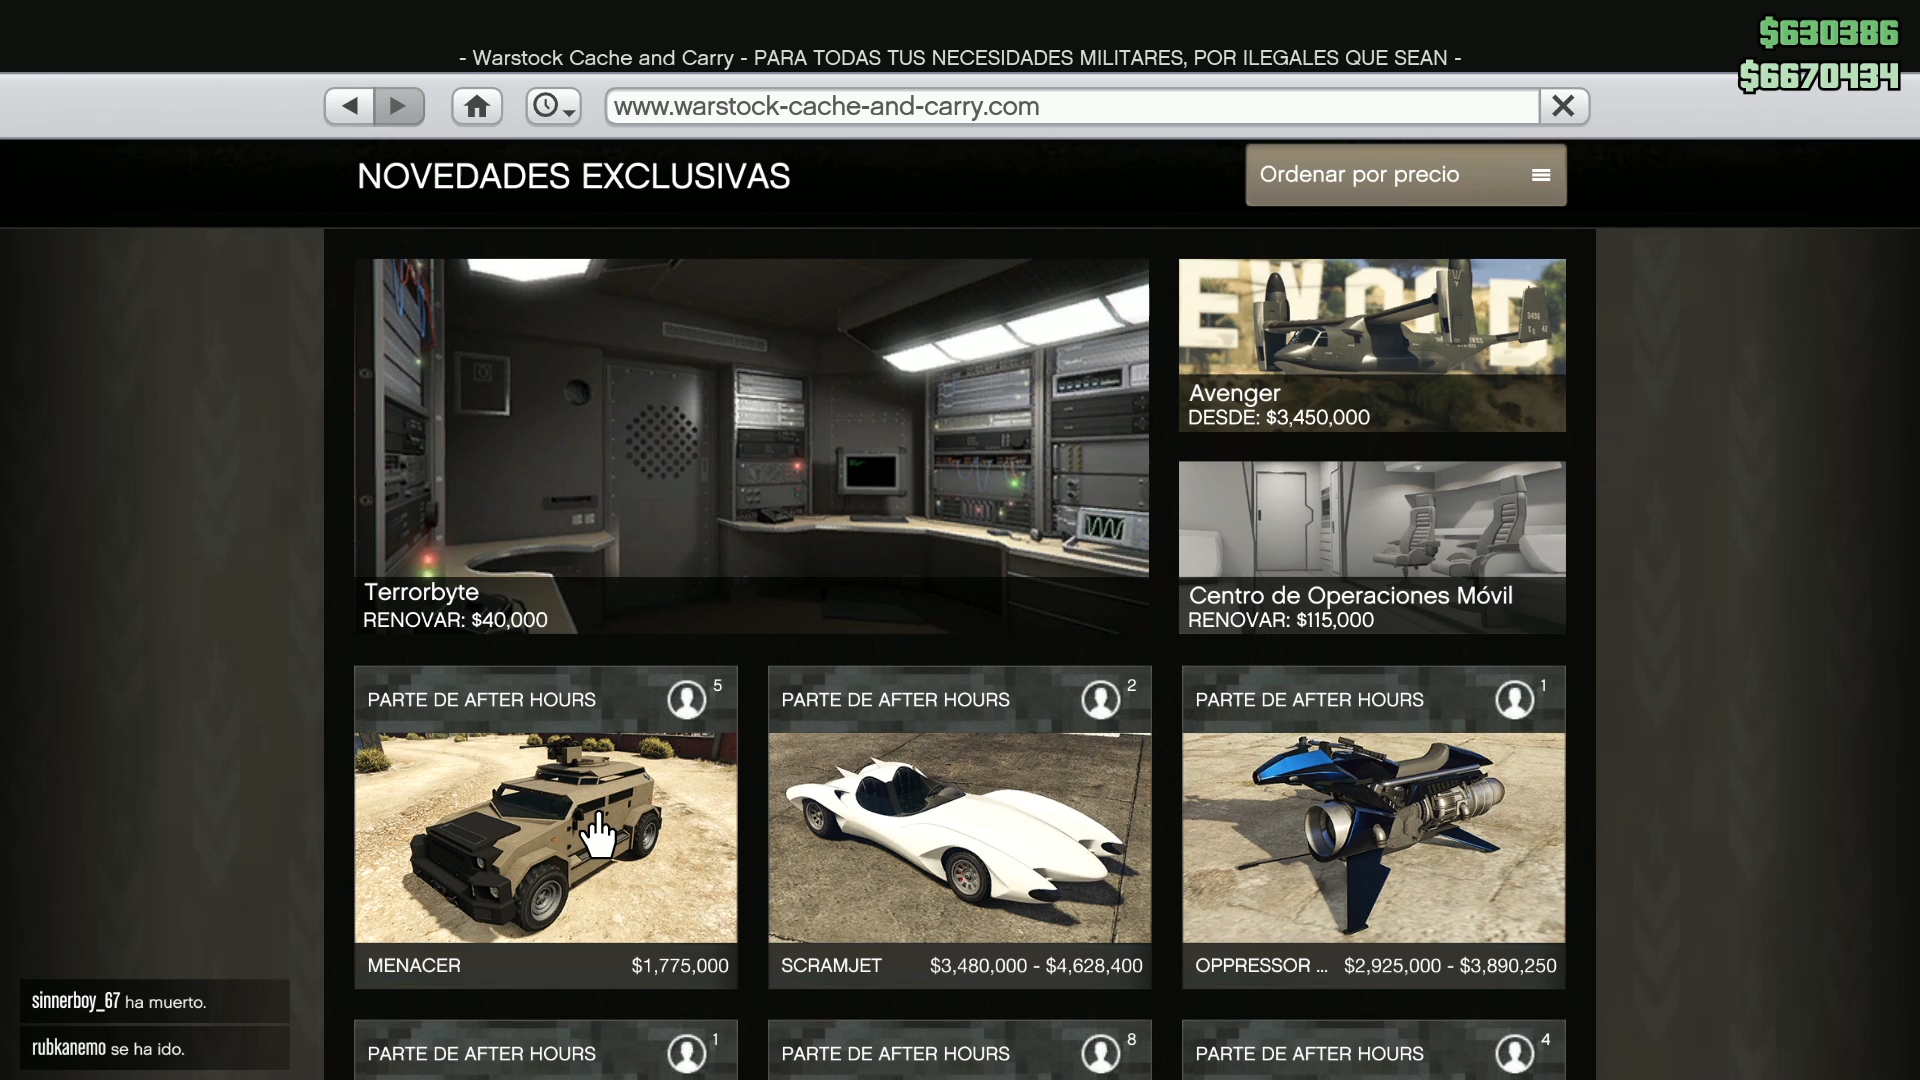 $630386
- Warstock Cache and Carry - PARA TODAS TUS NECESIDADES MILITARES, POR ILEGALES QUE SEAN -
$6670434
www.warstock-cache-and-carry.com
NOVEDADES EXCLUSIVAS
Ordenar por precio
Terrorbyte
RENOVAR: $40,000
Avenger
DESDE: $3,450,000
Centro de Operaciones Móvil
RENOVAR: $115,000
PARTE DE AFTER HOURS 5
MENACER $1,775,000
PARTE DE AFTER HOURS 2
SCRAMJET $3,480,000 - $4,628,400
PARTE DE AFTER HOURS 1
OPPRESSOR ... $2,925,000 - $3,890,250
PARTE DE AFTER HOURS 1
PARTE DE AFTER HOURS 8
PARTE DE AFTER HOURS 4
sinnerboy_67 ha muerto.
rubkanemo se ha ido.